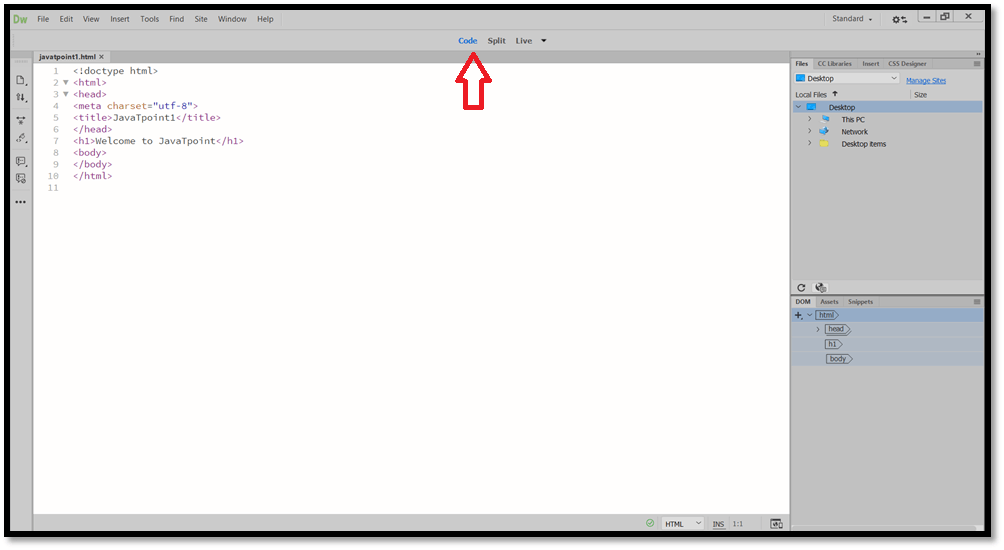 Dw File Edit View Insert Tools Find Site Window Help Standard
Code Split Live
javatpoint1.html ×
1 <!doctype html>
2 <html>
3 <head>
4 <meta charset="utf-8">
5 <title>JavaTpoint1</title>
6 </head>
7 <h1>Welcome to JavaTpoint</h1>
8 <body>
9 </body>
10 </html>
11
HTML INS 1:1
Files CC Libraries Insert CSS Designer
Desktop Manage Sites
Local Files Size
Desktop
This PC
Network
Desktop items
DOM Assets Snippets
html
head
h1
body